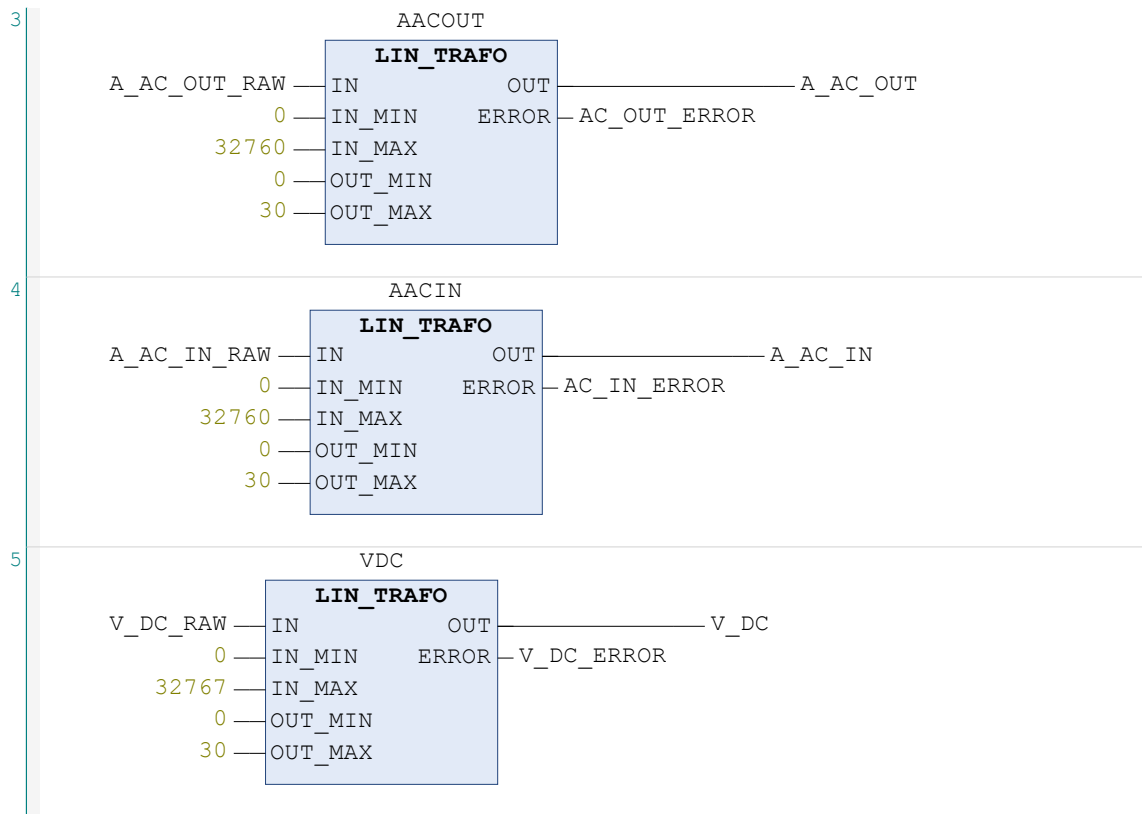 3
AACOUT
LIN_TRAFO
A_AC_OUT_RAW IN OUT A_AC_OUT
0 IN_MIN ERROR AC_OUT_ERROR
32760 IN_MAX
0 OUT_MIN
30 OUT_MAX
4
AACIN
LIN_TRAFO
A_AC_IN_RAW IN OUT A_AC_IN
0 IN_MIN ERROR AC_IN_ERROR
32760 IN_MAX
0 OUT_MIN
30 OUT_MAX
5
VDC
LIN_TRAFO
V_DC_RAW IN OUT V_DC
0 IN_MIN ERROR V_DC_ERROR
32767 IN_MAX
0 OUT_MIN
30 OUT_MAX